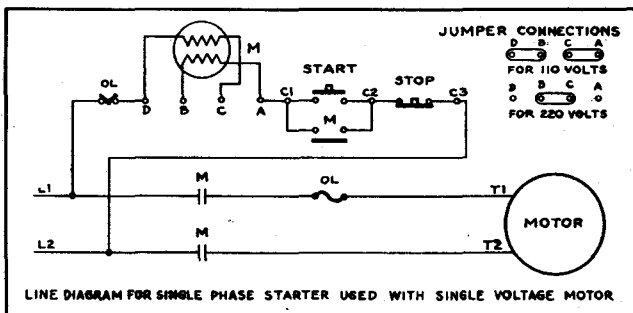 JUMPER CONNECTIONS
D B C A
FOR 110 VOLTS
D B C A
FOR 220 VOLTS
M
START
STOP
OL
D B C A C1 C2 C3
M
L1
M
OL
T1
MOTOR
L2
M
T2
LINE DIAGRAM FOR SINGLE PHASE STARTER USED WITH SINGLE VOLTAGE MOTOR